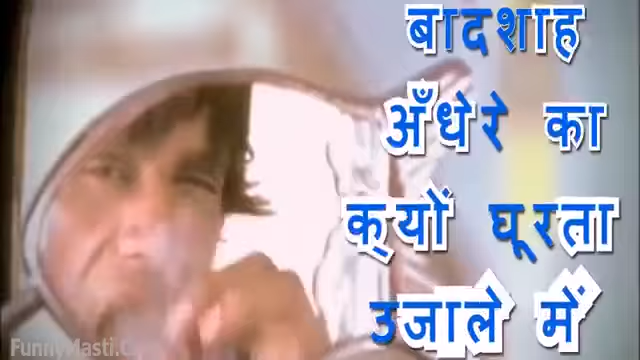 बादशाह
अँधेरे का
क्यों घूरता
उजाले में